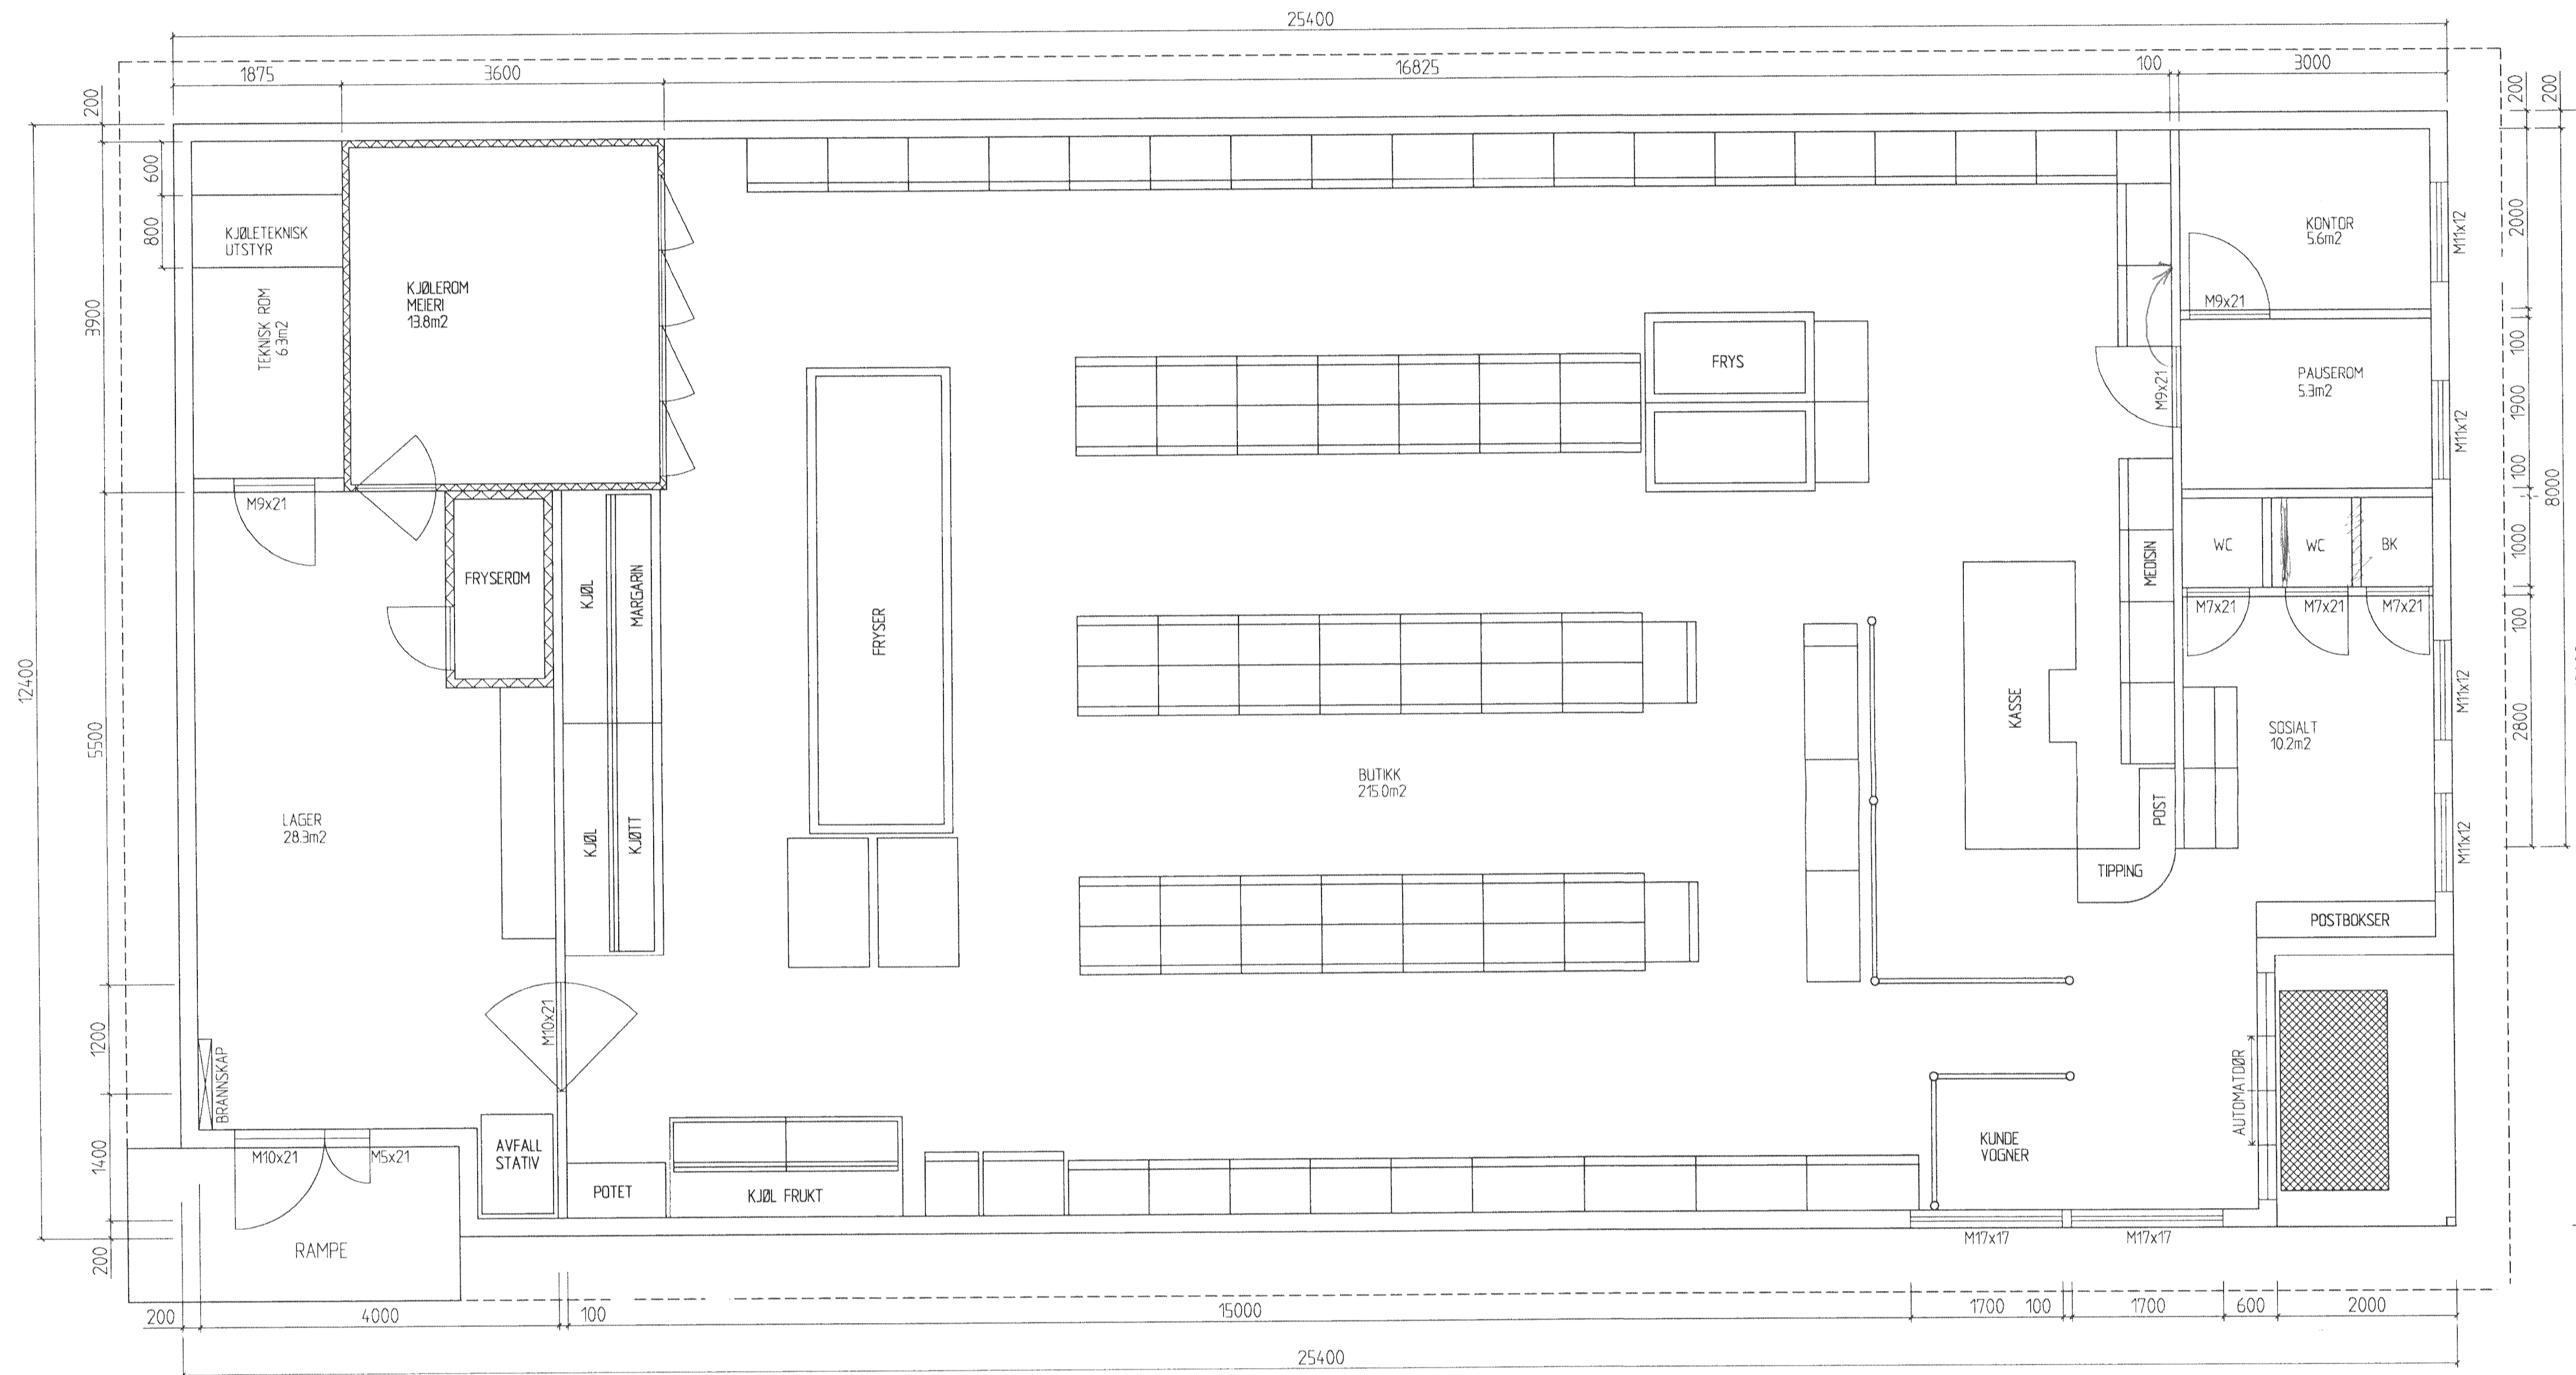 25400
1875
3600
16825
100
3000
200
200
200
600
800
3900
KJØLETEKNISK
UTSTYR
TEKNISK ROM
6.3m2
KJØLEROM
MEIERI
13.8m2
M9x21
FRYSEROM
KJØL
MARGARIN
KJØL
KJØTT
FRYSER
FRYS
KONTOR
5.6m2
M9x21
M11x12
2000
PAUSEROM
5.3m2
M9x21
M11x12
100
1900
100
8000
WC
WC
BK
1000
M7x21
M7x21
M7x21
100
MEDISIN
KASSE
POST
TIPPING
SOSIALT
10.2m2
M11x12
2800
M11x12
POSTBOKSER
BUTIKK
215.0m2
12400
5500
LAGER
28.3m2
1200
BRANNSKAP
M10x21
1400
M10x21
M5x21
AVFALL
STATIV
POTET
KJØL FRUKT
KUNDE
VOGNER
AUTOMATDØR
M17x17
M17x17
200
RAMPE
200
4000
100
15000
1700
100
1700
600
2000
25400